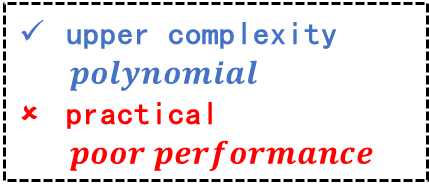 ✓ upper complexity
polynomial
× practical
poor performance